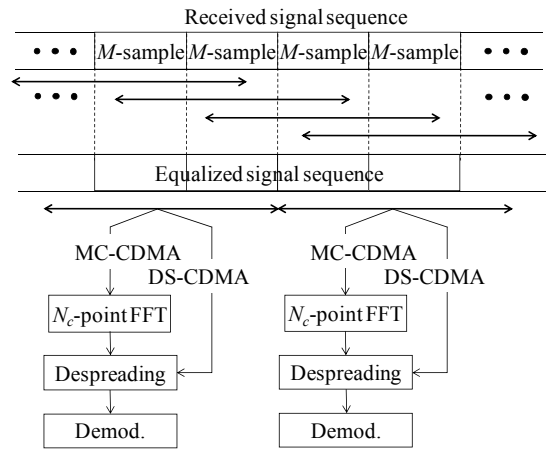 Received signal sequence
• • • M-sample M-sample M-sample M-sample • • •
• • • • • •
Equalized signal sequence
MC-CDMA MC-CDMA
DS-CDMA DS-CDMA
Nc-point FFT Nc-point FFT
Despreading Despreading
Demod. Demod.